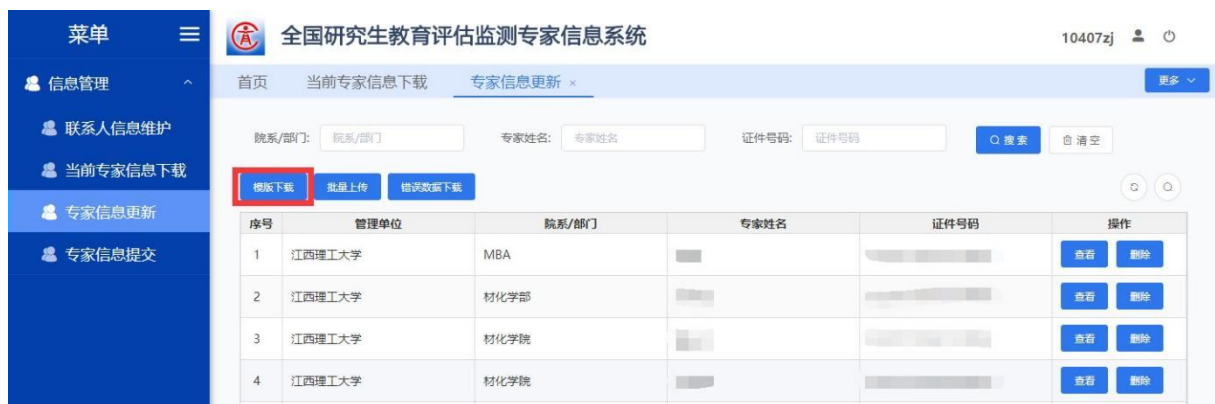 菜单
全国研究生教育评估监测专家信息系统
10407zj
信息管理
首页 当前专家信息下载 专家信息更新 ×
更多
联系人信息维护
院系/部门: 院系/部门 专家姓名: 专家姓名 证件号码: 证件号码 搜索 清空
当前专家信息下载
模版下载 批量上传 错误数据下载
专家信息更新
序号 管理单位 院系/部门 专家姓名 证件号码 操作
专家信息提交
1 江西理工大学 MBA 查看 删除
2 江西理工大学 材化学部 查看 删除
3 江西理工大学 材化学院 查看 删除
4 江西理工大学 材化学院 查看 删除